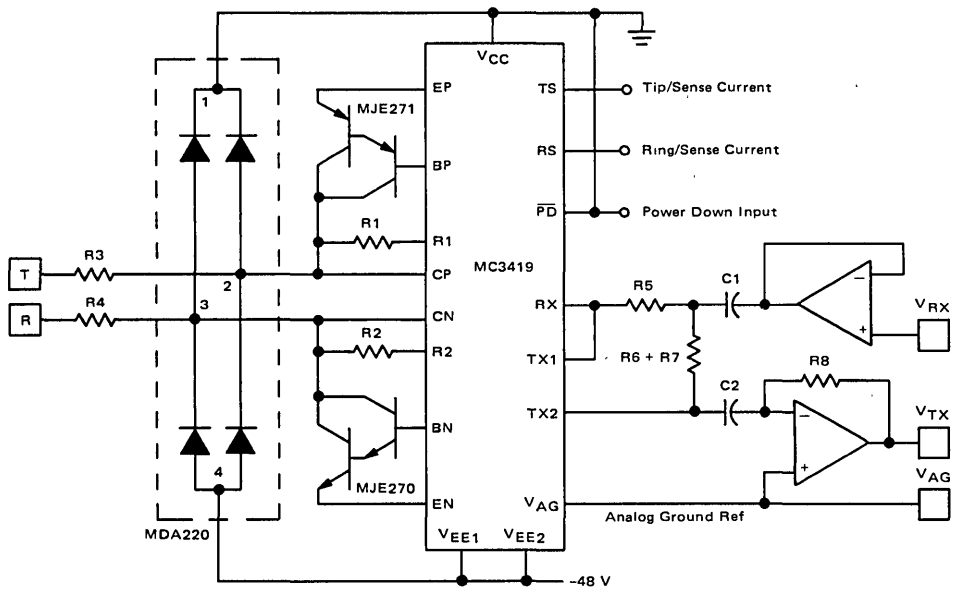 VCC
EP
TS
Tip/Sense Current
1
MJE271
BP
RS
Ring/Sense Current
PD
Power Down Input
R1
R1
T
R3
2
CP
MC3419
R
R4
3
CN
RX
R5
C1
−
+
VRX
R2
R2
TX1
R6 + R7
R8
C2
TX2
−
+
VTX
BN
4
MJE270
EN
VAG
Analog Ground Ref
VAG
MDA220
VEE1
VEE2
-48 V